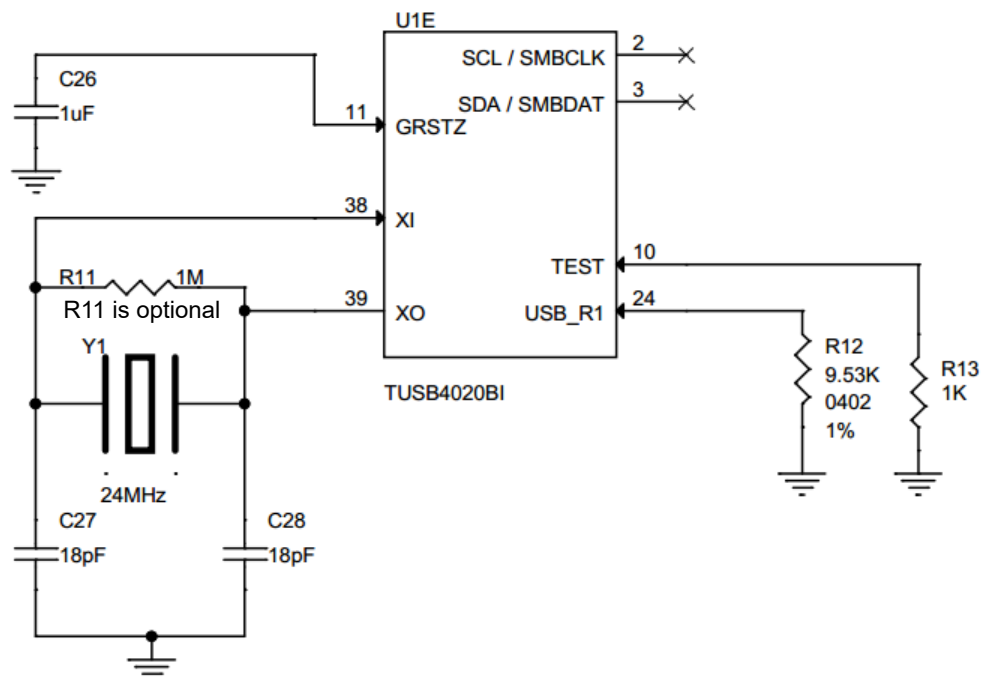 U1E
SCL / SMBCLK
2
SDA / SMBDAT
3
C26
1uF
11
GRSTZ
38
XI
TEST
10
R11
1M
R11 is optional
39
XO
USB_R1
24
Y1
R12
9.53K
0402
1%
R13
1K
TUSB4020BI
24MHz
C27
18pF
C28
18pF